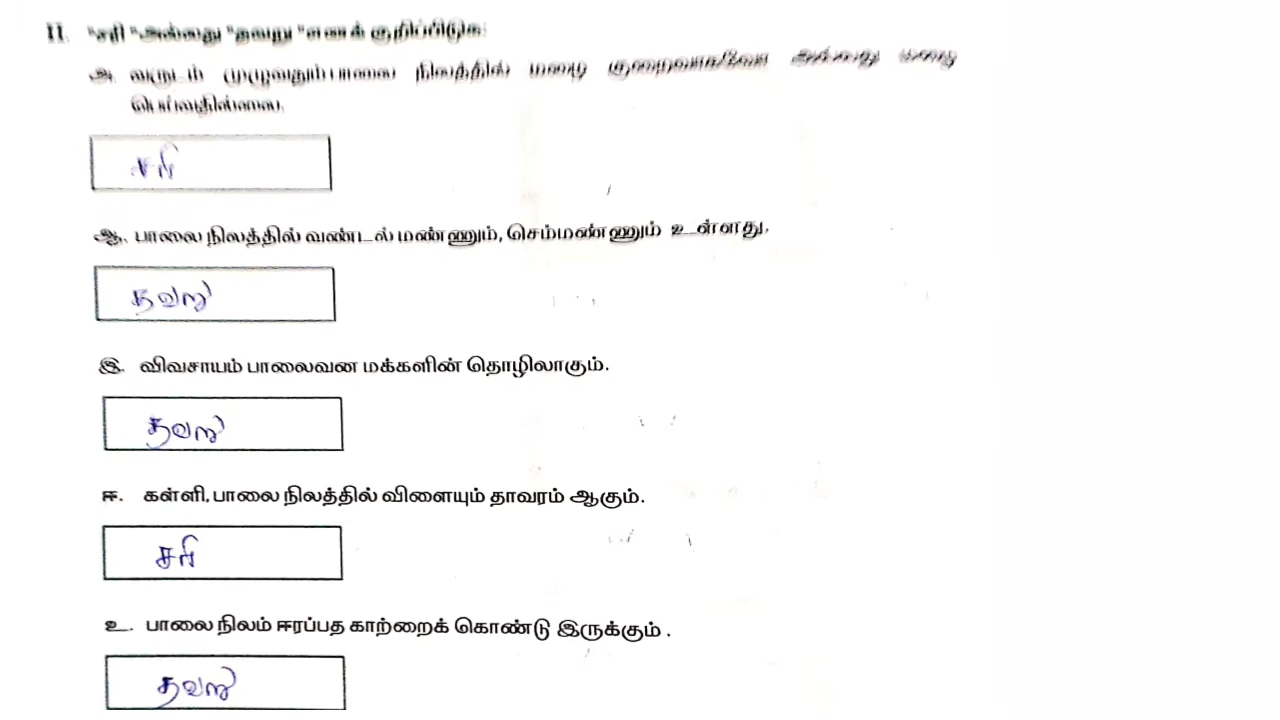 II. "சரி "அல்லது "தவறு "எனக் குறிப்பிடுக:
அ. வருடம் முழுவதும் பாலை நிலத்தில் மழை குறைவாகவோ அல்லது மழை
பெய்வதில்லை.
சரி
ஆ. பாலை நிலத்தில் வண்டல் மண்ணும், செம்மண்ணும் உள்ளது.
தவறு
இ. விவசாயம் பாலைவன மக்களின் தொழிலாகும்.
தவறு
ஈ. கள்ளி, பாலை நிலத்தில் விளையும் தாவரம் ஆகும்.
சரி
உ. பாலை நிலம் ஈரப்பத காற்றைக் கொண்டு இருக்கும் .
தவறு